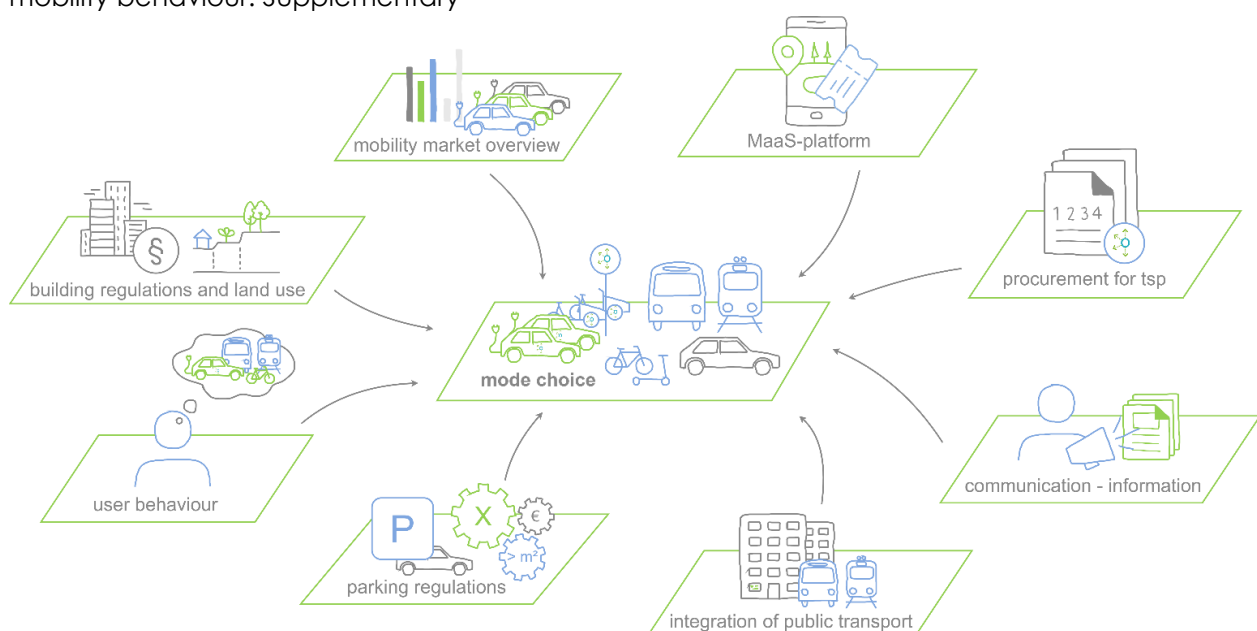 mobility behaviour. Supplementary
mobility market overview
MaaS-platform
§
building regulations and land use
1 2 3 4
procurement for tsp
mode choice
user behaviour
communication - information
P
X
€
> m²
parking regulations
integration of public transport